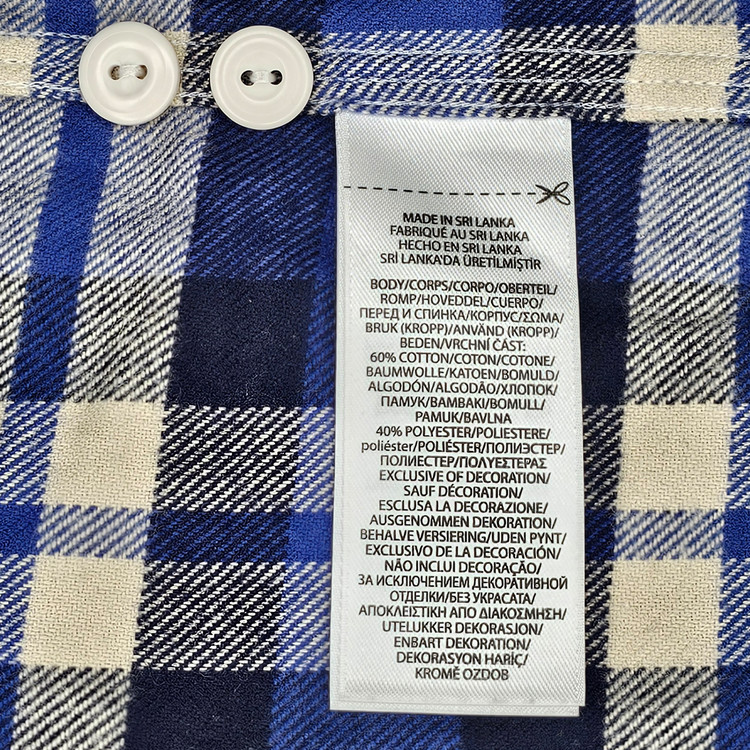 MADE IN SRI LANKA
FABRIQUÉ AU SRI LANKA
HECHO EN SRI LANKA
SRİ LANKA'DA ÜRETİLMİŞTİR
BODY/CORPS/CORPO/OBERTEIL/
ROMP/HOVEDDEL/CUERPO/
ПЕРЕД И СПИНКА/КОРПУС/ΣΩΜΑ/
BRUK (KROPP)/ANVÄND (KROPP)/
BEDEN/VRCHNÍ ČÁST:
60% COTTON/COTON/COTONE/
BAUMWOLLE/KATOEN/BOMULD/
ALGODÓN/ALGODÃO/ХЛОПОК/
ПАМУК/ΒΑΜΒΑΚΙ/BOMULL/
PAMUK/BAVLNA
40% POLYESTER/POLIESTERE/
poliéster/POLIÉSTER/ПОЛИЭСТЕР/
ПОЛИЕСТЕР/ΠΟΛΥΕΣΤΕΡΑΣ
EXCLUSIVE OF DECORATION/
SAUF DÉCORATION/
ESCLUSA LA DECORAZIONE/
AUSGENOMMEN DEKORATION/
BEHALVE VERSIERING/UDEN PYNT/
EXCLUSIVO DE LA DECORACIÓN/
NÃO INCLUI DECORAÇÃO/
ЗА ИСКЛЮЧЕНИЕМ ДЕКОРАТИВНОЙ
ОТДЕЛКИ/БЕЗ УКРАСАТА/
ΑΠΟΚΛΕΙΣΤΙΚΗ ΑΠΟ ΔΙΑΚΟΣΜΗΣΗ/
UTELUKKER DEKORASJON/
ENBART DEKORATION/
DEKORASYON HARİÇ/
KROMĚ OZDOB